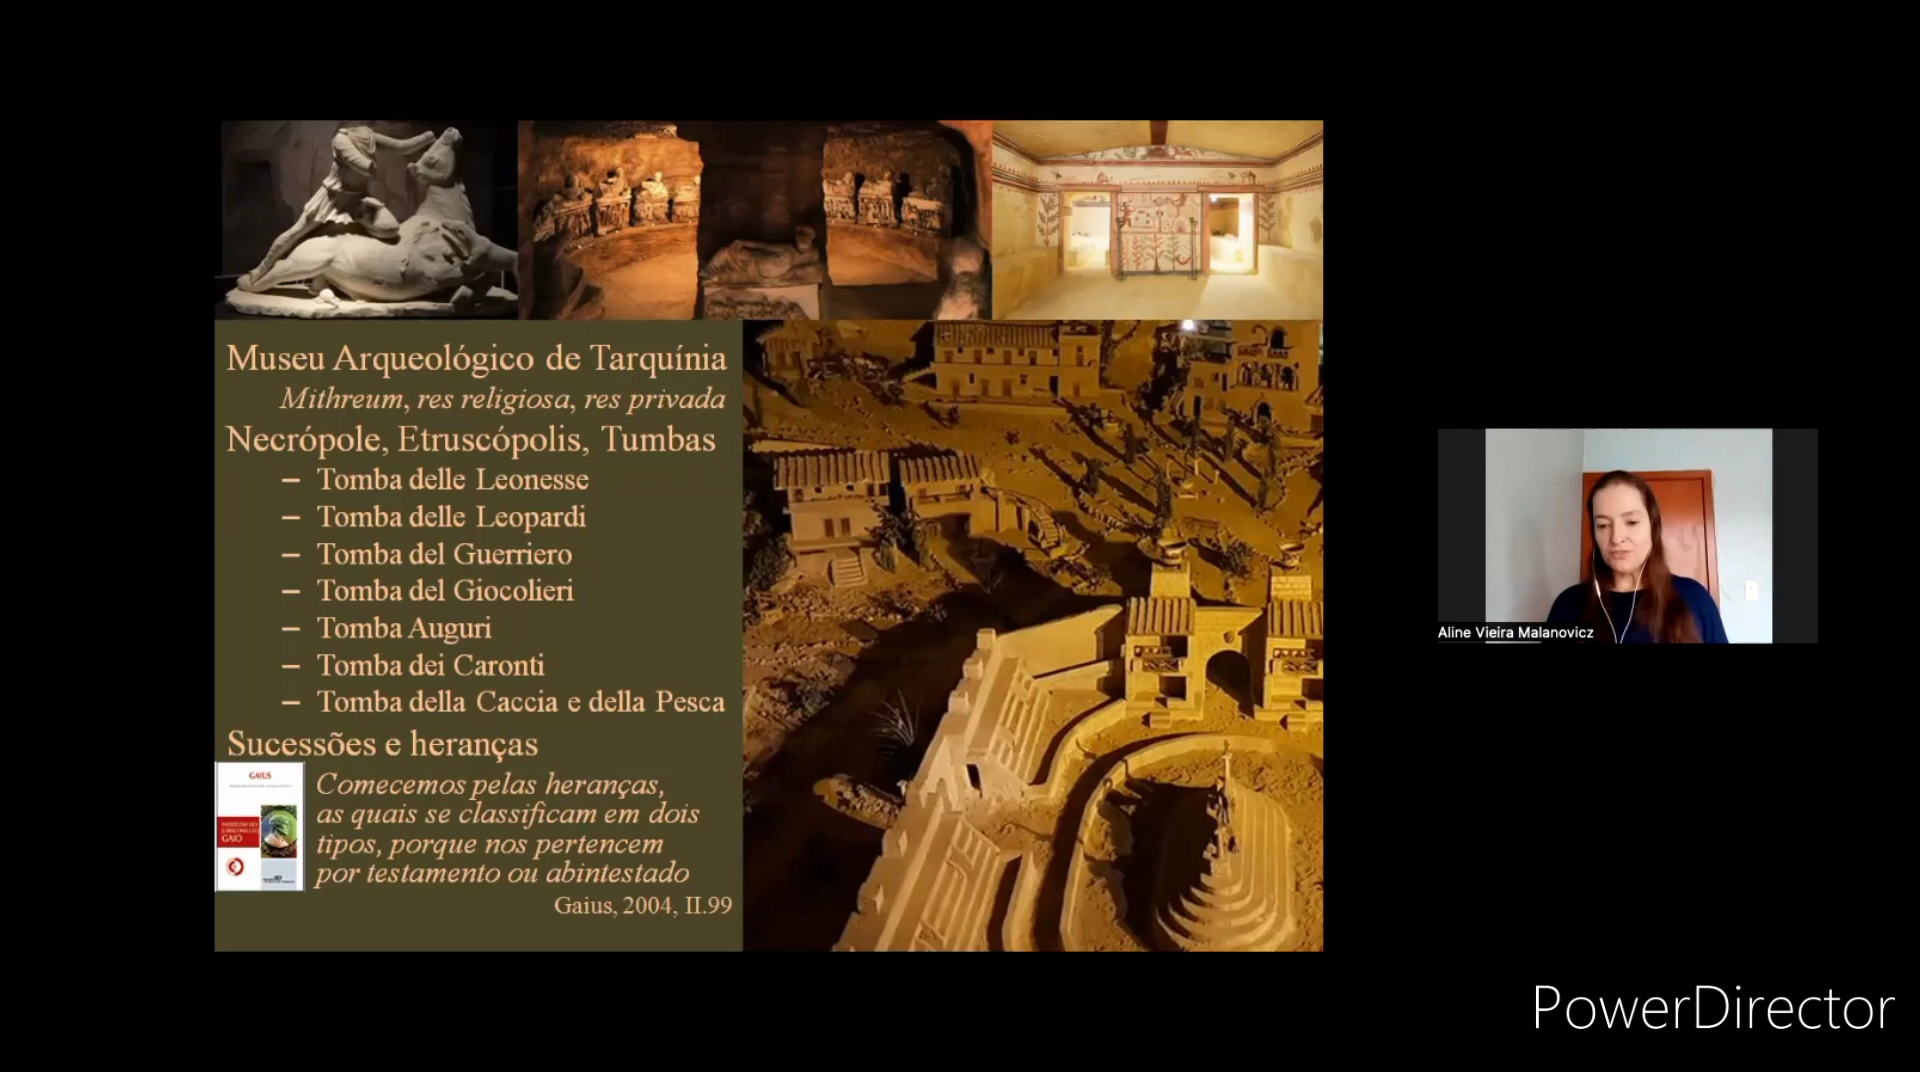 Museu Arqueológico de Tarquínia
Mithreum, res religiosa, res privada
Necrópole, Etruscópolis, Tumbas
– Tomba delle Leonesse
– Tomba delle Leopardi
– Tomba del Guerriero
– Tomba del Giocolieri
– Tomba Auguri
– Tomba dei Caronti
– Tomba della Caccia e della Pesca
Sucessões e heranças
GAIUS
GAIO
Comecemos pelas heranças,
as quais se classificam em dois
tipos, porque nos pertencem
por testamento ou abintestado
Gaius, 2004, II.99
Aline Vieira Malanovicz
PowerDirector